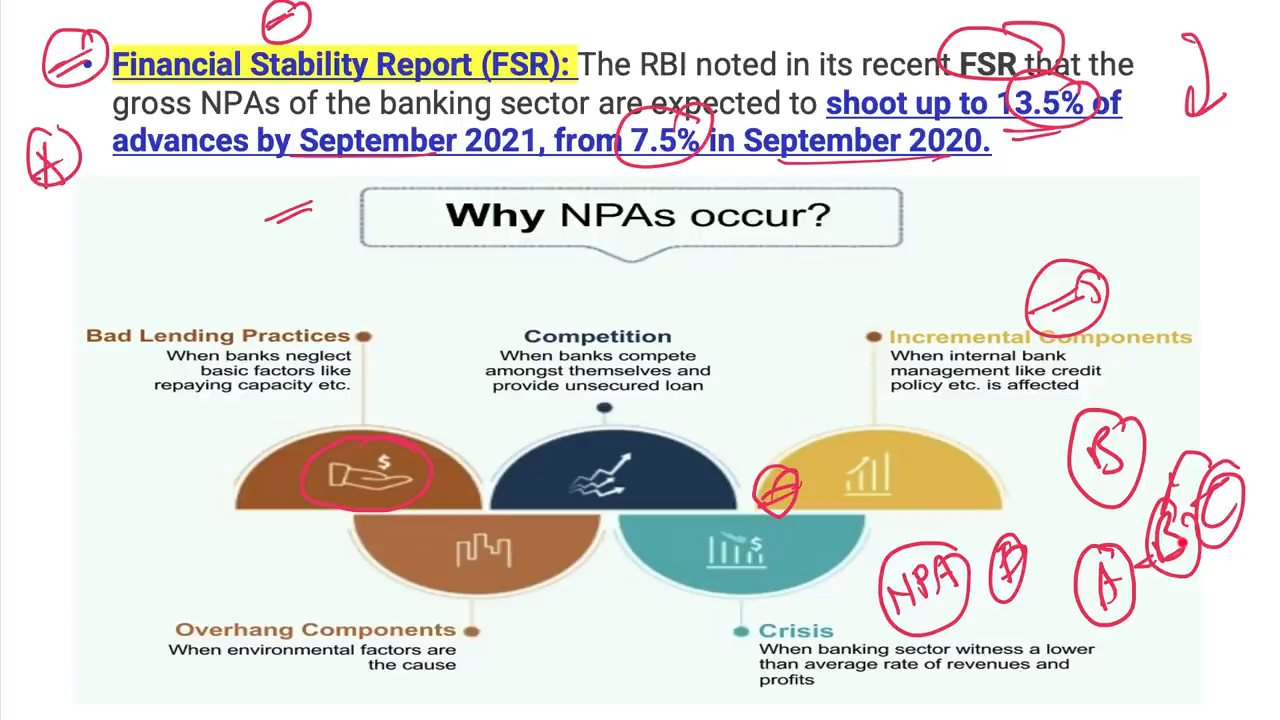 Financial Stability Report (FSR): The RBI noted in its recent FSR that the
gross NPAs of the banking sector are expected to shoot up to 13.5% of
advances by September 2021, from 7.5% in September 2020.
Why NPAs occur?
Bad Lending Practices
When banks neglect
basic factors like
repaying capacity etc.
Competition
When banks compete
amongst themselves and
provide unsecured loan
Incremental Components
When internal bank
management like credit
policy etc. is affected
$
$
B
B
C
A
NPA
Overhang Components
When environmental factors are
the cause
Crisis
When banking sector witness a lower
than average rate of revenues and
profits